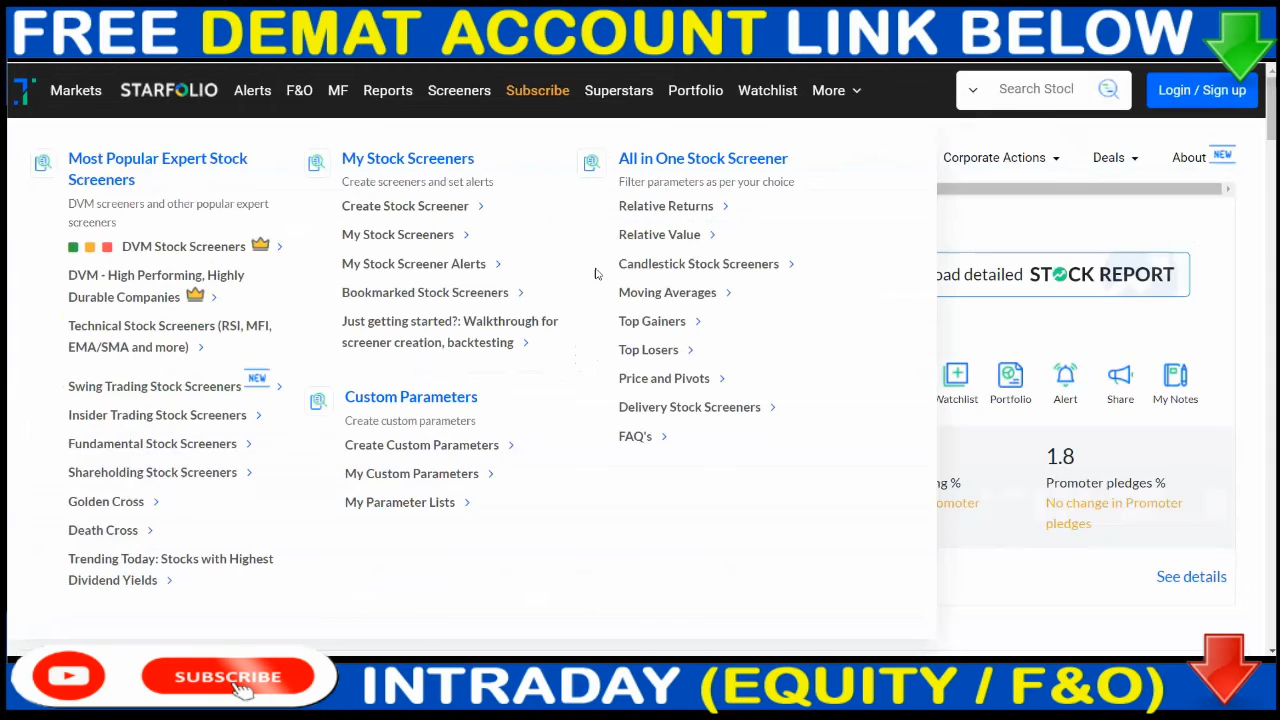 FREE DEMAT ACCOUNT LINK BELOW
Markets STARFOLIO Alerts F&O MF Reports Screeners Subscribe Superstars Portfolio Watchlist More Search Stocl Login / Sign up
Most Popular Expert Stock
Screeners
DVM screeners and other popular expert
screeners
DVM Stock Screeners
DVM - High Performing, Highly
Durable Companies
Technical Stock Screeners (RSI, MFI,
EMA/SMA and more)
Swing Trading Stock Screeners NEW
Insider Trading Stock Screeners
Fundamental Stock Screeners
Shareholding Stock Screeners
Golden Cross
Death Cross
Trending Today: Stocks with Highest
Dividend Yields
My Stock Screeners
Create screeners and set alerts
Create Stock Screener
My Stock Screeners
My Stock Screener Alerts
Bookmarked Stock Screeners
Just getting started?: Walkthrough for
screener creation, backtesting
Custom Parameters
Create custom parameters
Create Custom Parameters
My Custom Parameters
My Parameter Lists
All in One Stock Screener
Filter parameters as per your choice
Relative Returns
Relative Value
Candlestick Stock Screeners
Moving Averages
Top Gainers
Top Losers
Price and Pivots
Delivery Stock Screeners
FAQ's
Corporate Actions Deals About NEW
oad detailed STOCK REPORT
Watchlist Portfolio Alert Share My Notes
1.8
ng % Promoter pledges %
omoter No change in Promoter
pledges
See details
SUBSCRIBE
INTRADAY (EQUITY / F&O)